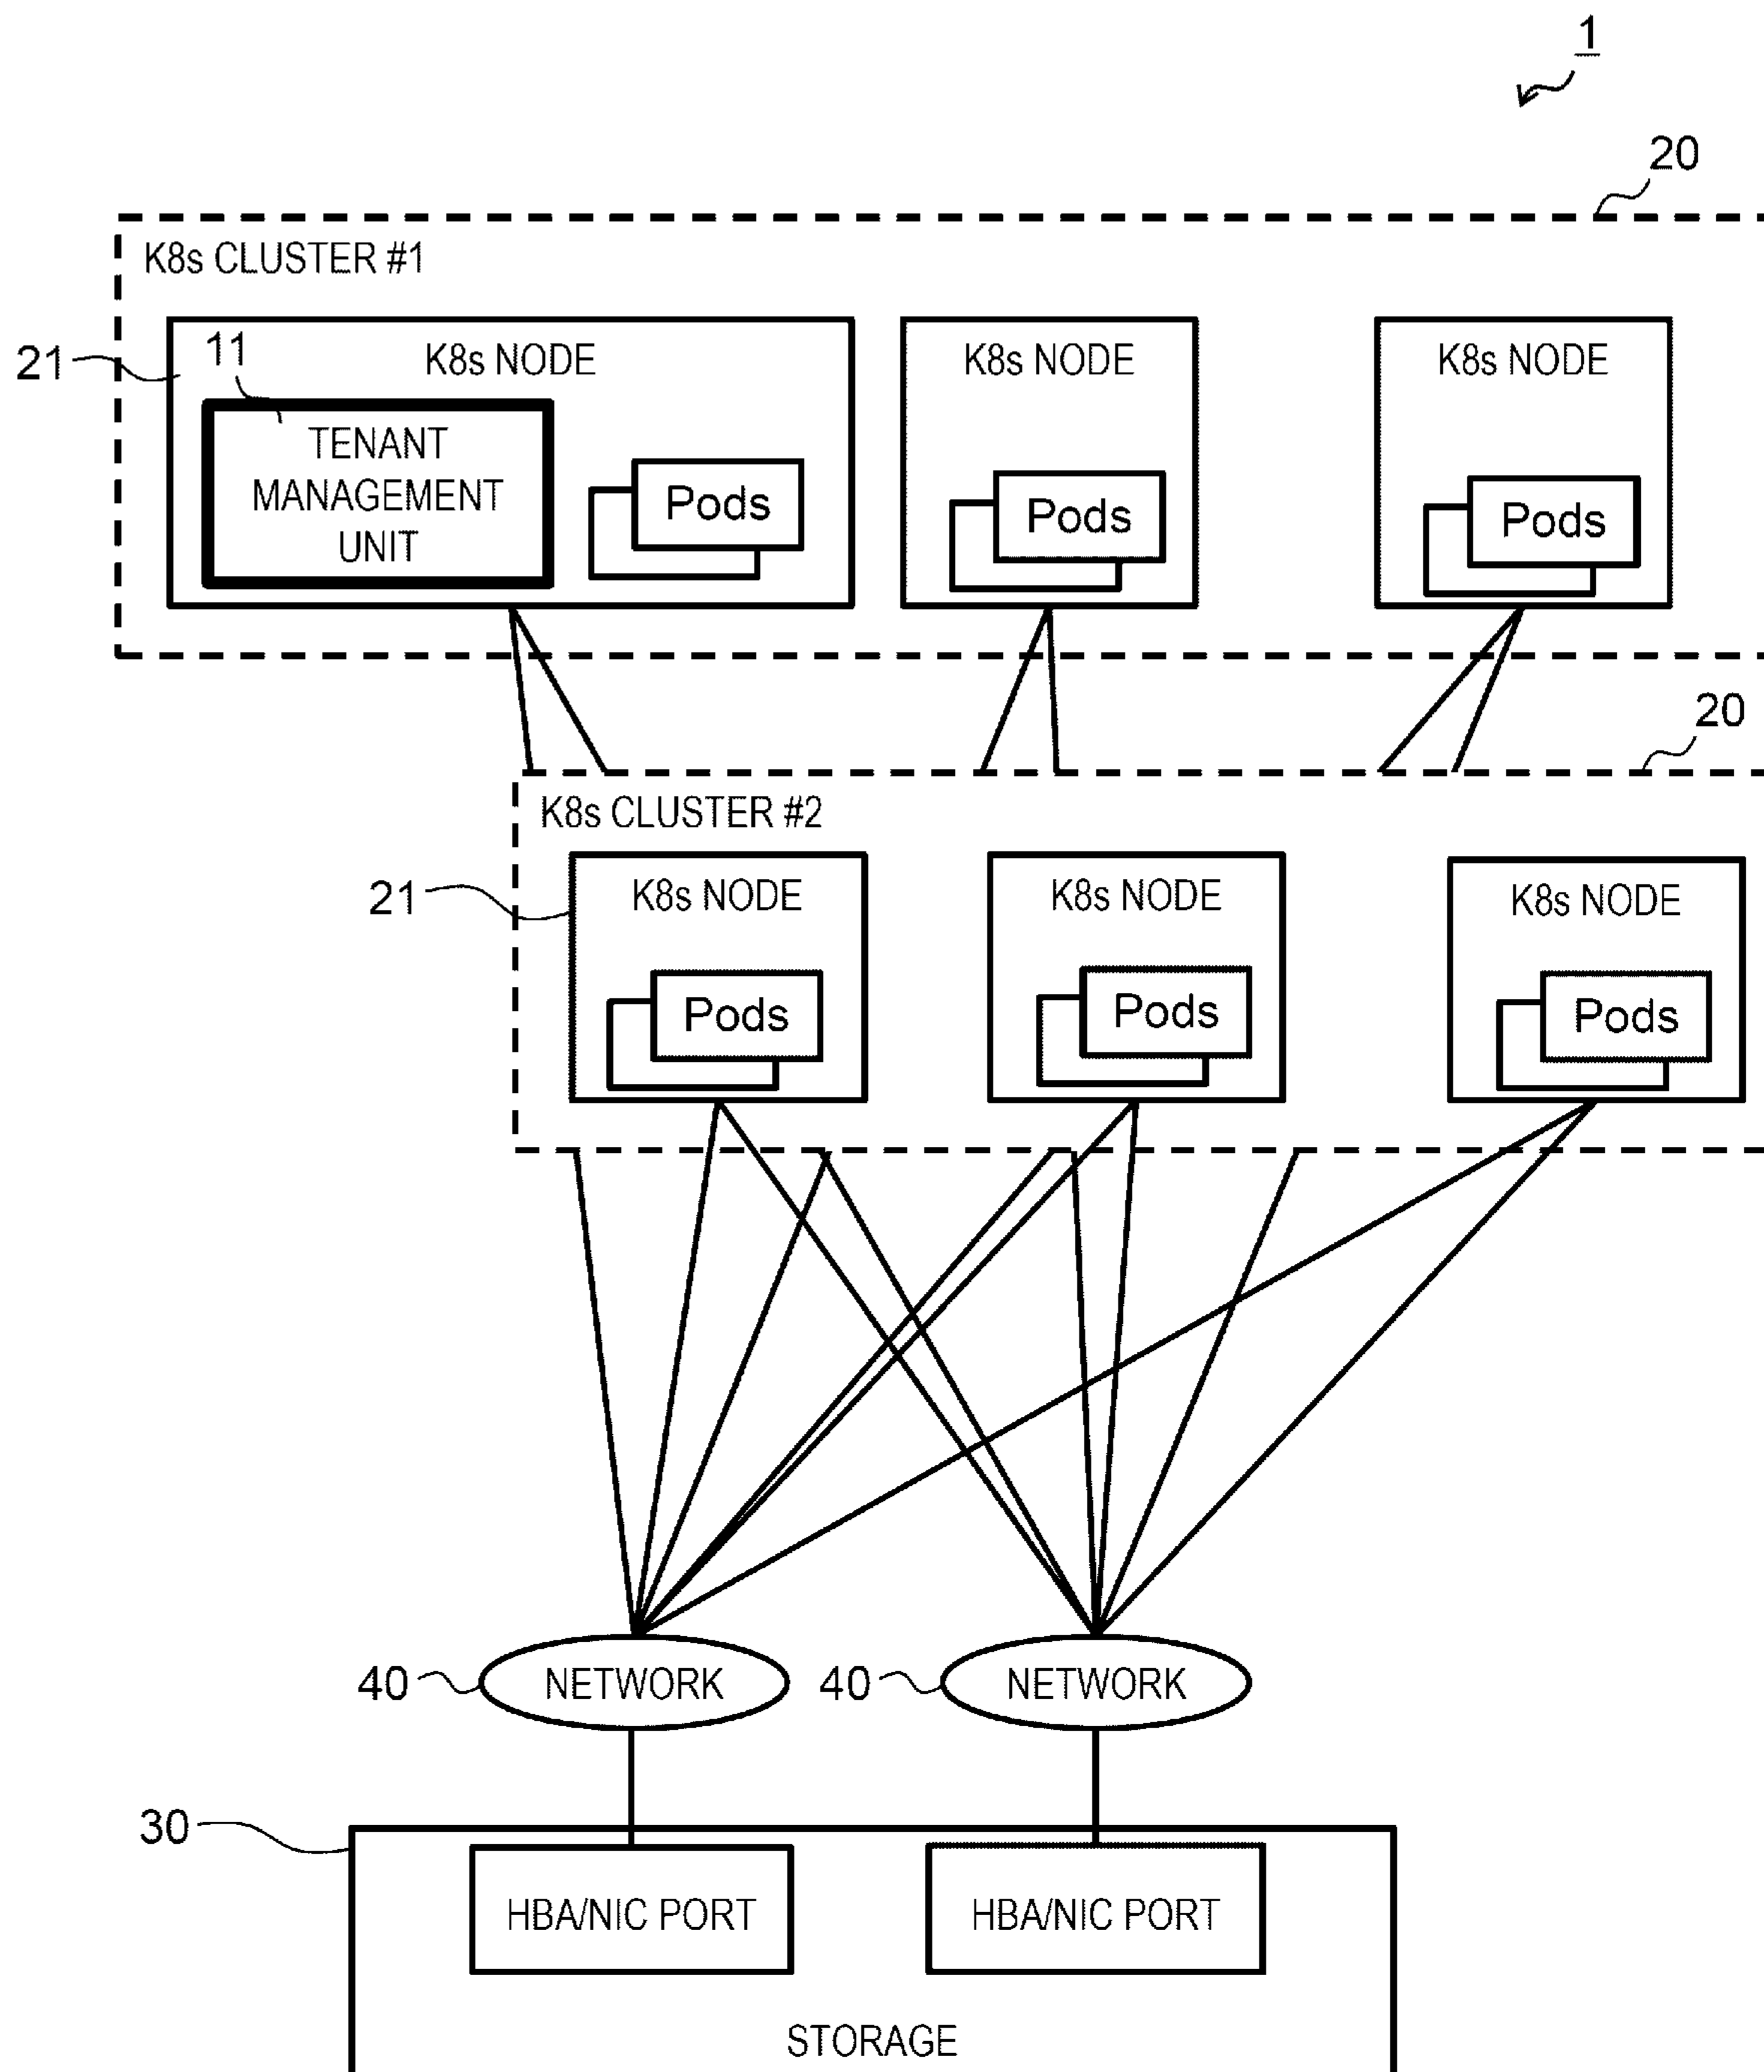 1
20
K8s CLUSTER #1
21
11
K8s NODE
K8s NODE
K8s NODE
TENANT
MANAGEMENT
UNIT
Pods
Pods
Pods
20
K8s CLUSTER #2
21
K8s NODE
K8s NODE
K8s NODE
Pods
Pods
Pods
40
NETWORK
40
NETWORK
30
HBA/NIC PORT
HBA/NIC PORT
STORAGE